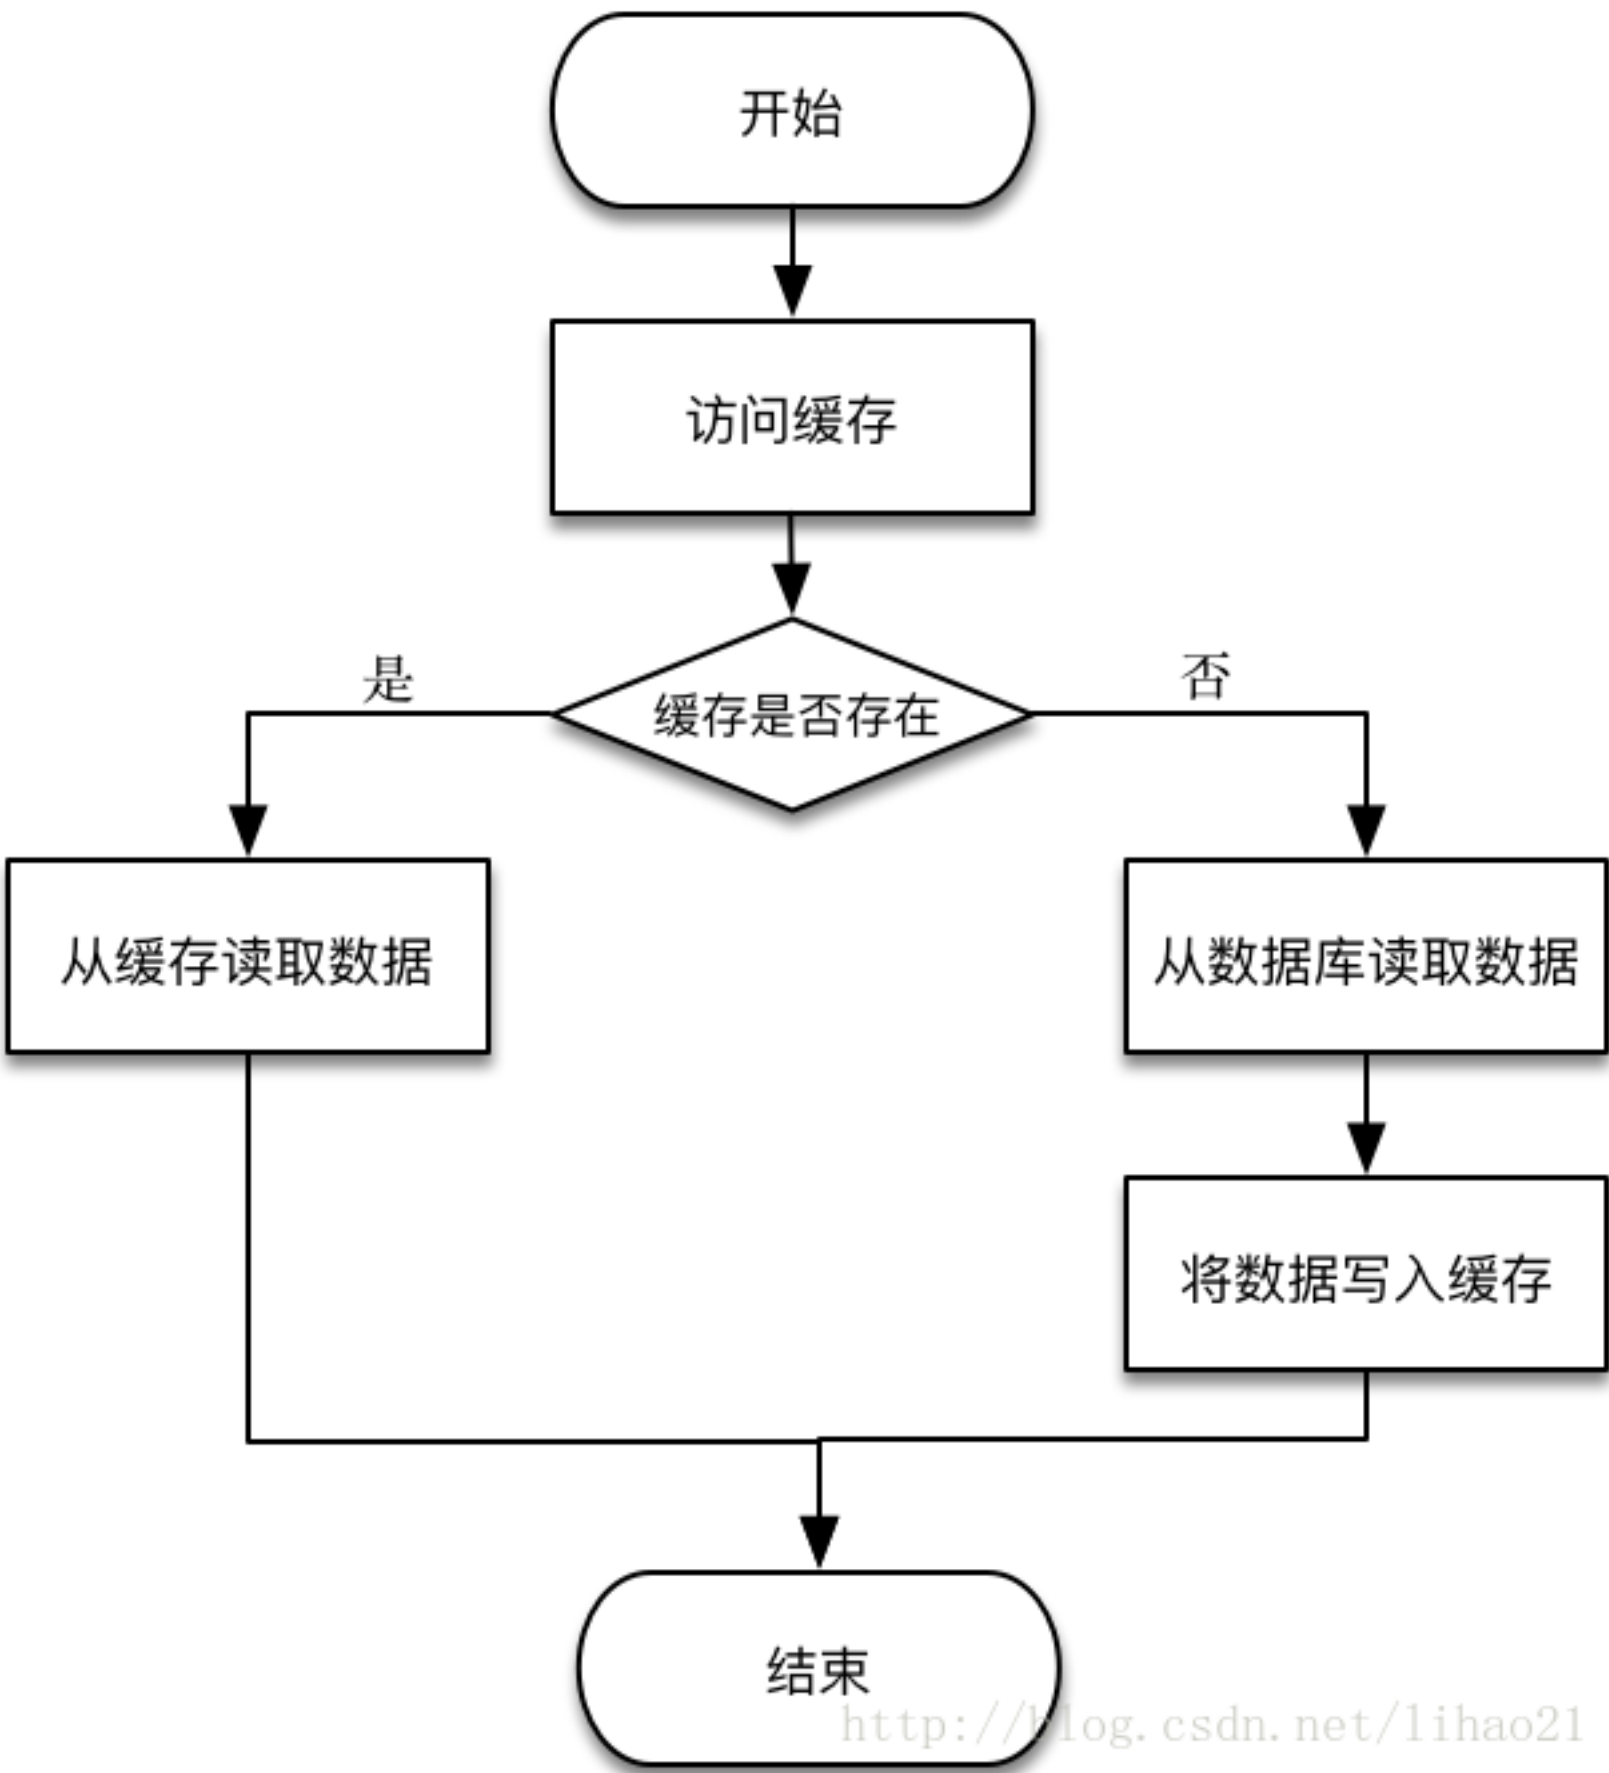 开始
访问缓存
缓存是否存在
是
否
从缓存读取数据
从数据库读取数据
将数据写入缓存
结束
http://blog.csdn.net/lihao21